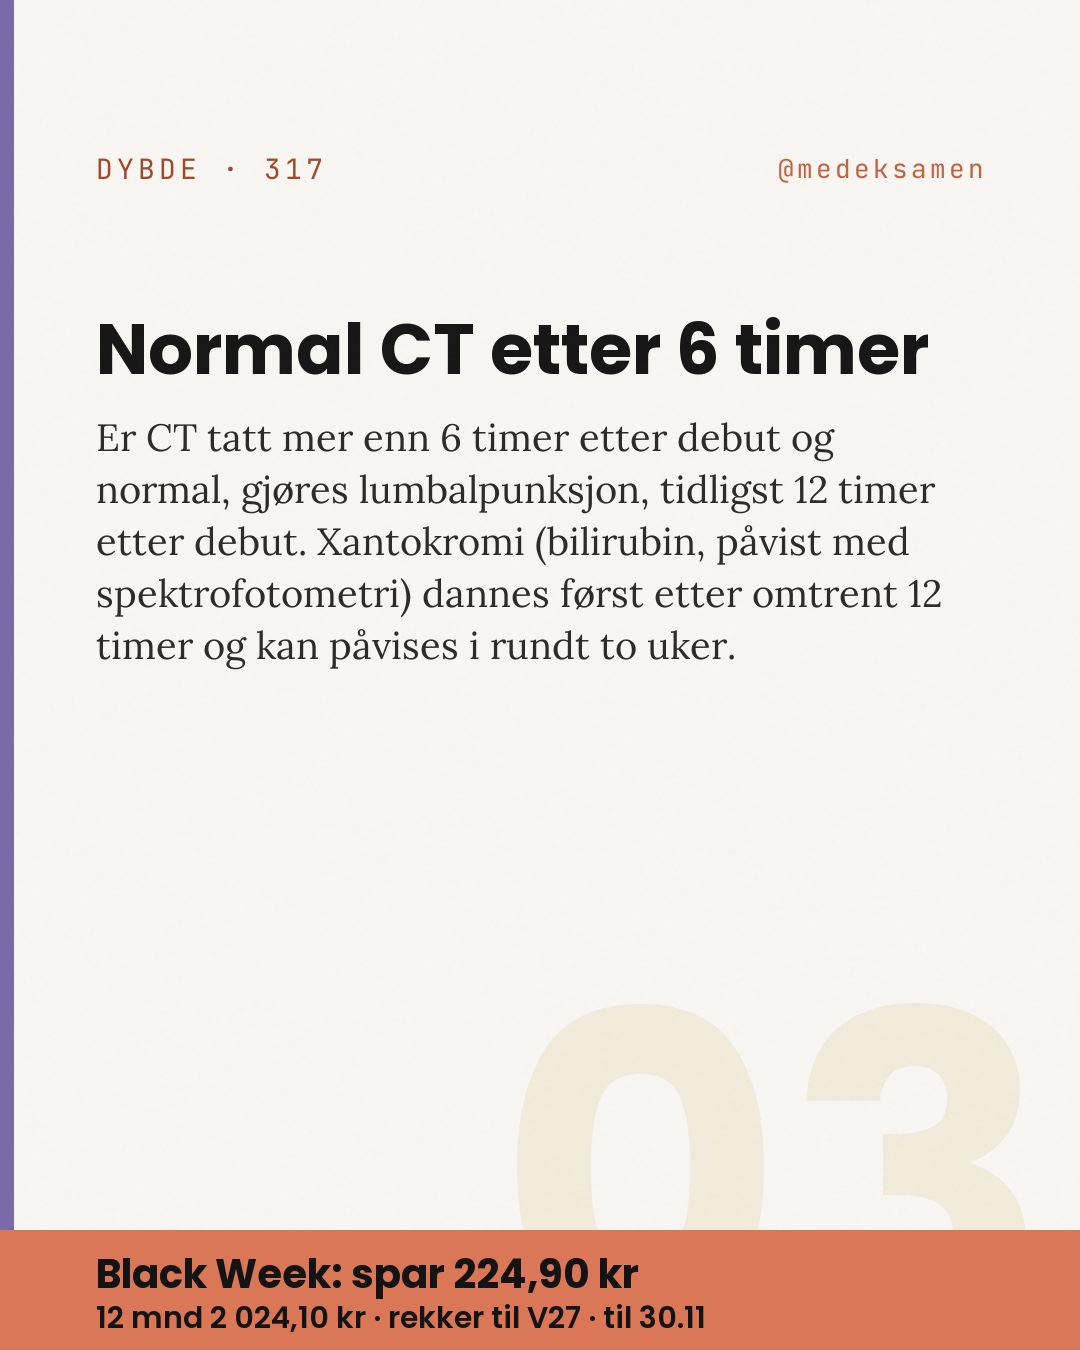 DYBDE · 317
@medeksamen
Normal CT etter 6 timer
Er CT tatt mer enn 6 timer etter debut og
normal, gjøres lumbalpunksjon, tidligst 12 timer
etter debut. Xantokromi (bilirubin, påvist med
spektrofotometri) dannes først etter omtrent 12
timer og kan påvises i rundt to uker.
03
Black Week: spar 224,90 kr
12 mnd 2 024,10 kr · rekker til V27 · til 30.11